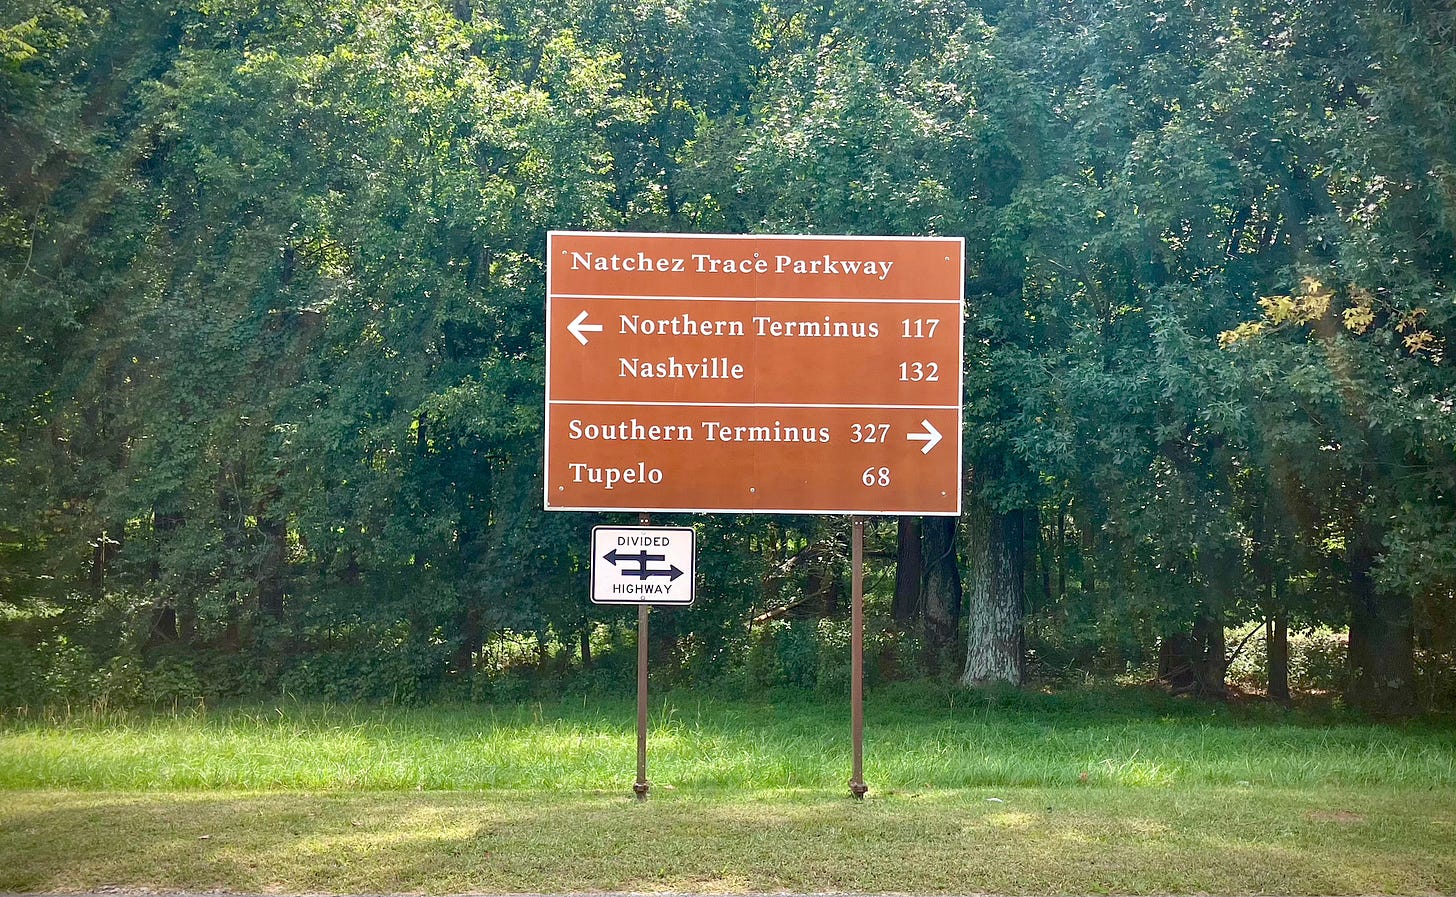 Natchez Trace Parkway
← Northern Terminus 117
Nashville 132
Southern Terminus 327 →
Tupelo 68
DIVIDED
HIGHWAY